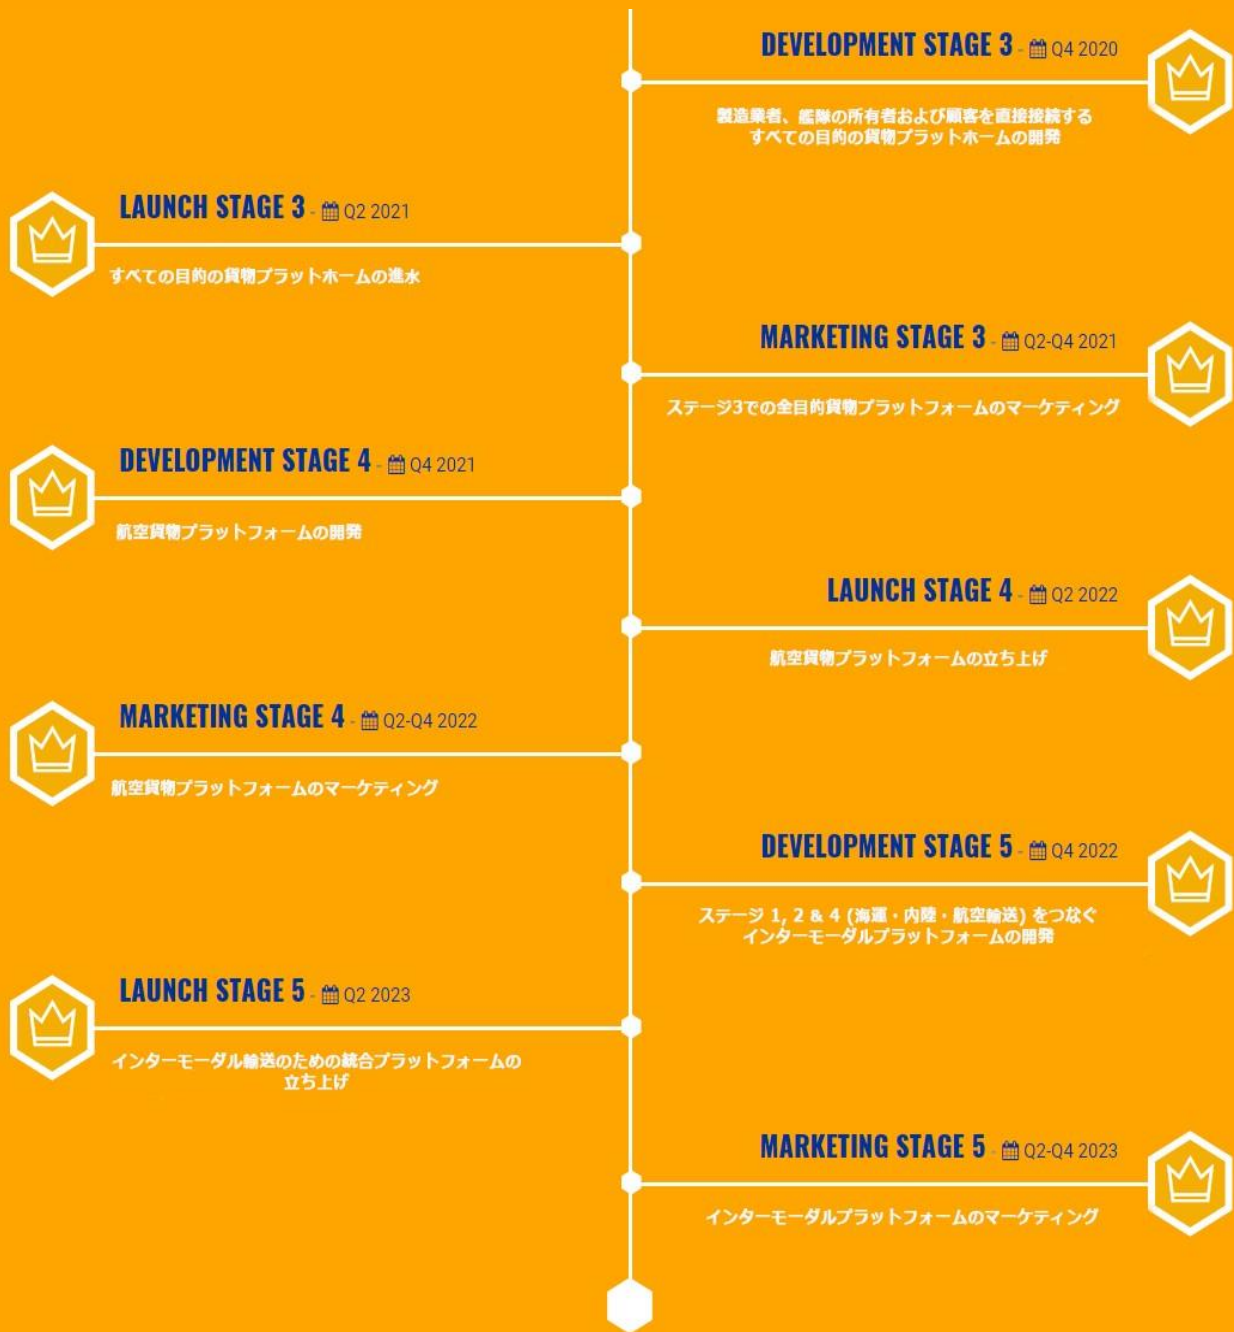 DEVELOPMENT STAGE 3 - Q4 2020
製造業者、艦隊の所有者および顧客を直接接続する
すべての目的の貨物プラットホームの開発
LAUNCH STAGE 3 - Q2 2021
すべての目的の貨物プラットホームの進水
MARKETING STAGE 3 - Q2-Q4 2021
ステージ3での全目的貨物プラットフォームのマーケティング
DEVELOPMENT STAGE 4 - Q4 2021
航空貨物プラットフォームの開発
LAUNCH STAGE 4 - Q2 2022
航空貨物プラットフォームの立ち上げ
MARKETING STAGE 4 - Q2-Q4 2022
航空貨物プラットフォームのマーケティング
DEVELOPMENT STAGE 5 - Q4 2022
ステージ 1, 2 & 4 (海運・内陸・航空輸送) をつなぐ
インターモーダルプラットフォームの開発
LAUNCH STAGE 5 - Q2 2023
インターモーダル輸送のための統合プラットフォームの
立ち上げ
MARKETING STAGE 5 - Q2-Q4 2023
インターモーダルプラットフォームのマーケティング